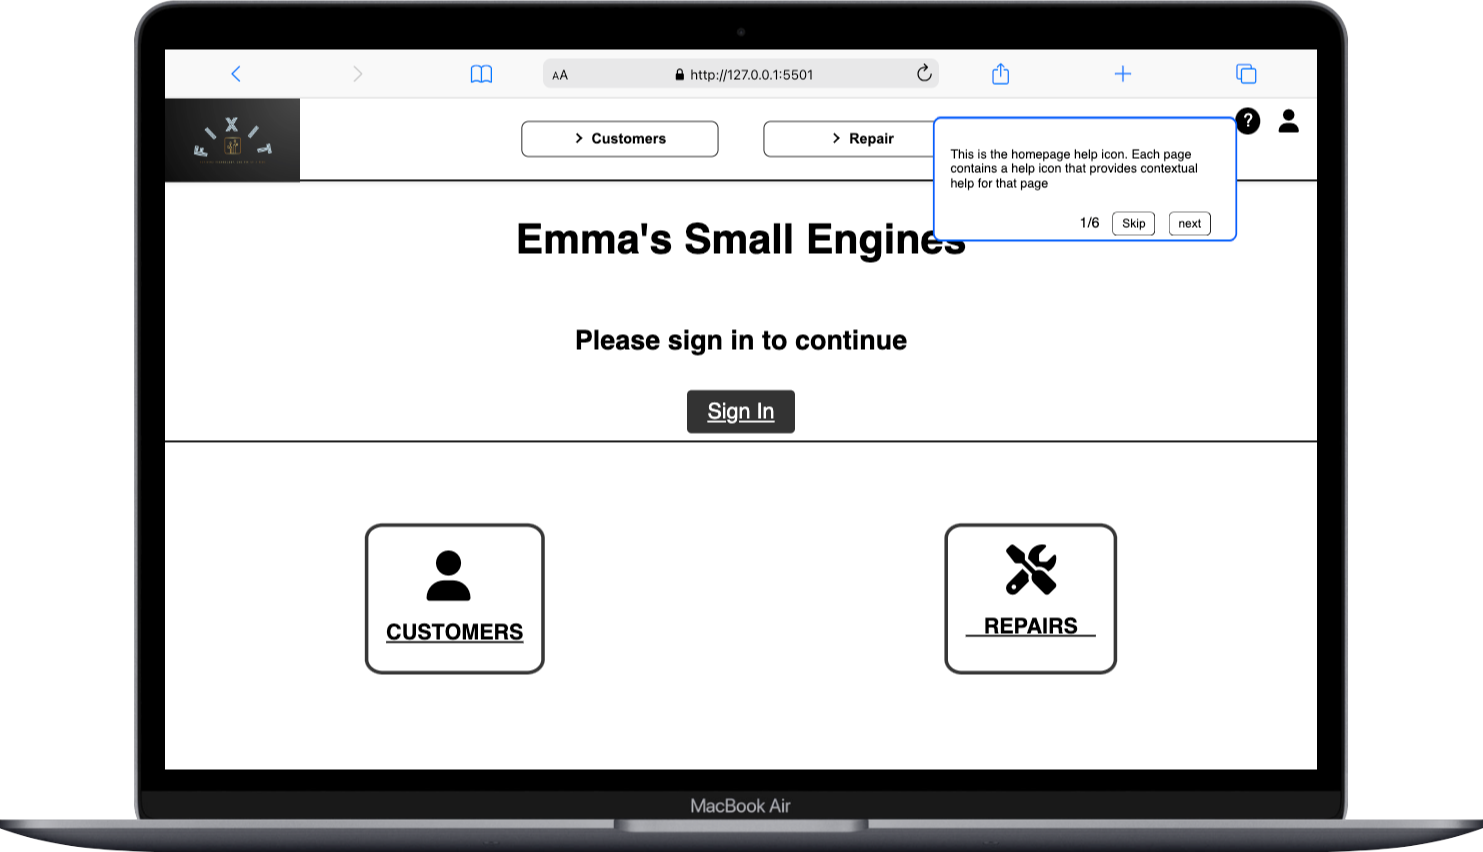 AA
http://127.0.0.1:5501
FIXIT
> Customers
> Repair
?
This is the homepage help icon. Each page
contains a help icon that provides contextual
help for that page
1/6
Skip
next
Emma's Small Engines
Please sign in to continue
Sign In
CUSTOMERS
REPAIRS
MacBook Air